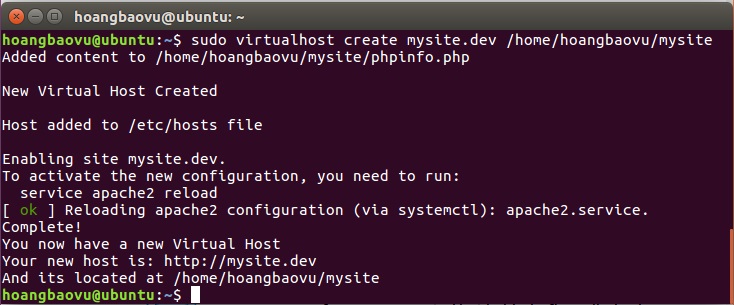 hoangbaovu@ubuntu: ~
hoangbaovu@ubuntu:~$ sudo virtualhost create mysite.dev /home/hoangbaovu/mysite
Added content to /home/hoangbaovu/mysite/phpinfo.php
New Virtual Host Created
Host added to /etc/hosts file
Enabling site mysite.dev.
To activate the new configuration, you need to run:
  service apache2 reload
[ ok ] Reloading apache2 configuration (via systemctl): apache2.service.
Complete!
You now have a new Virtual Host
Your new host is: http://mysite.dev
And its located at /home/hoangbaovu/mysite
hoangbaovu@ubuntu:~$